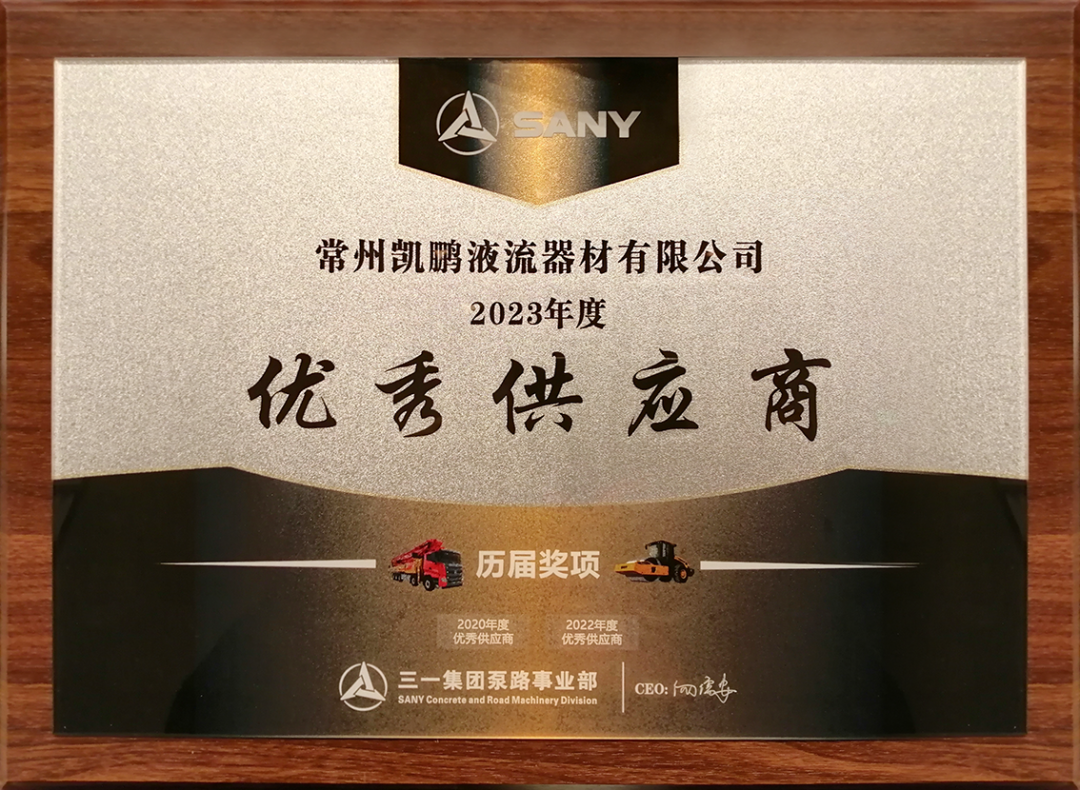 SANY
常州凯鹏液流器材有限公司
2023年度
优秀供应商
历届奖项
2020年度
优秀供应商
2022年度
优秀供应商
三一集团泵路事业部
SANY Concrete and Road Machinery Division
CEO: